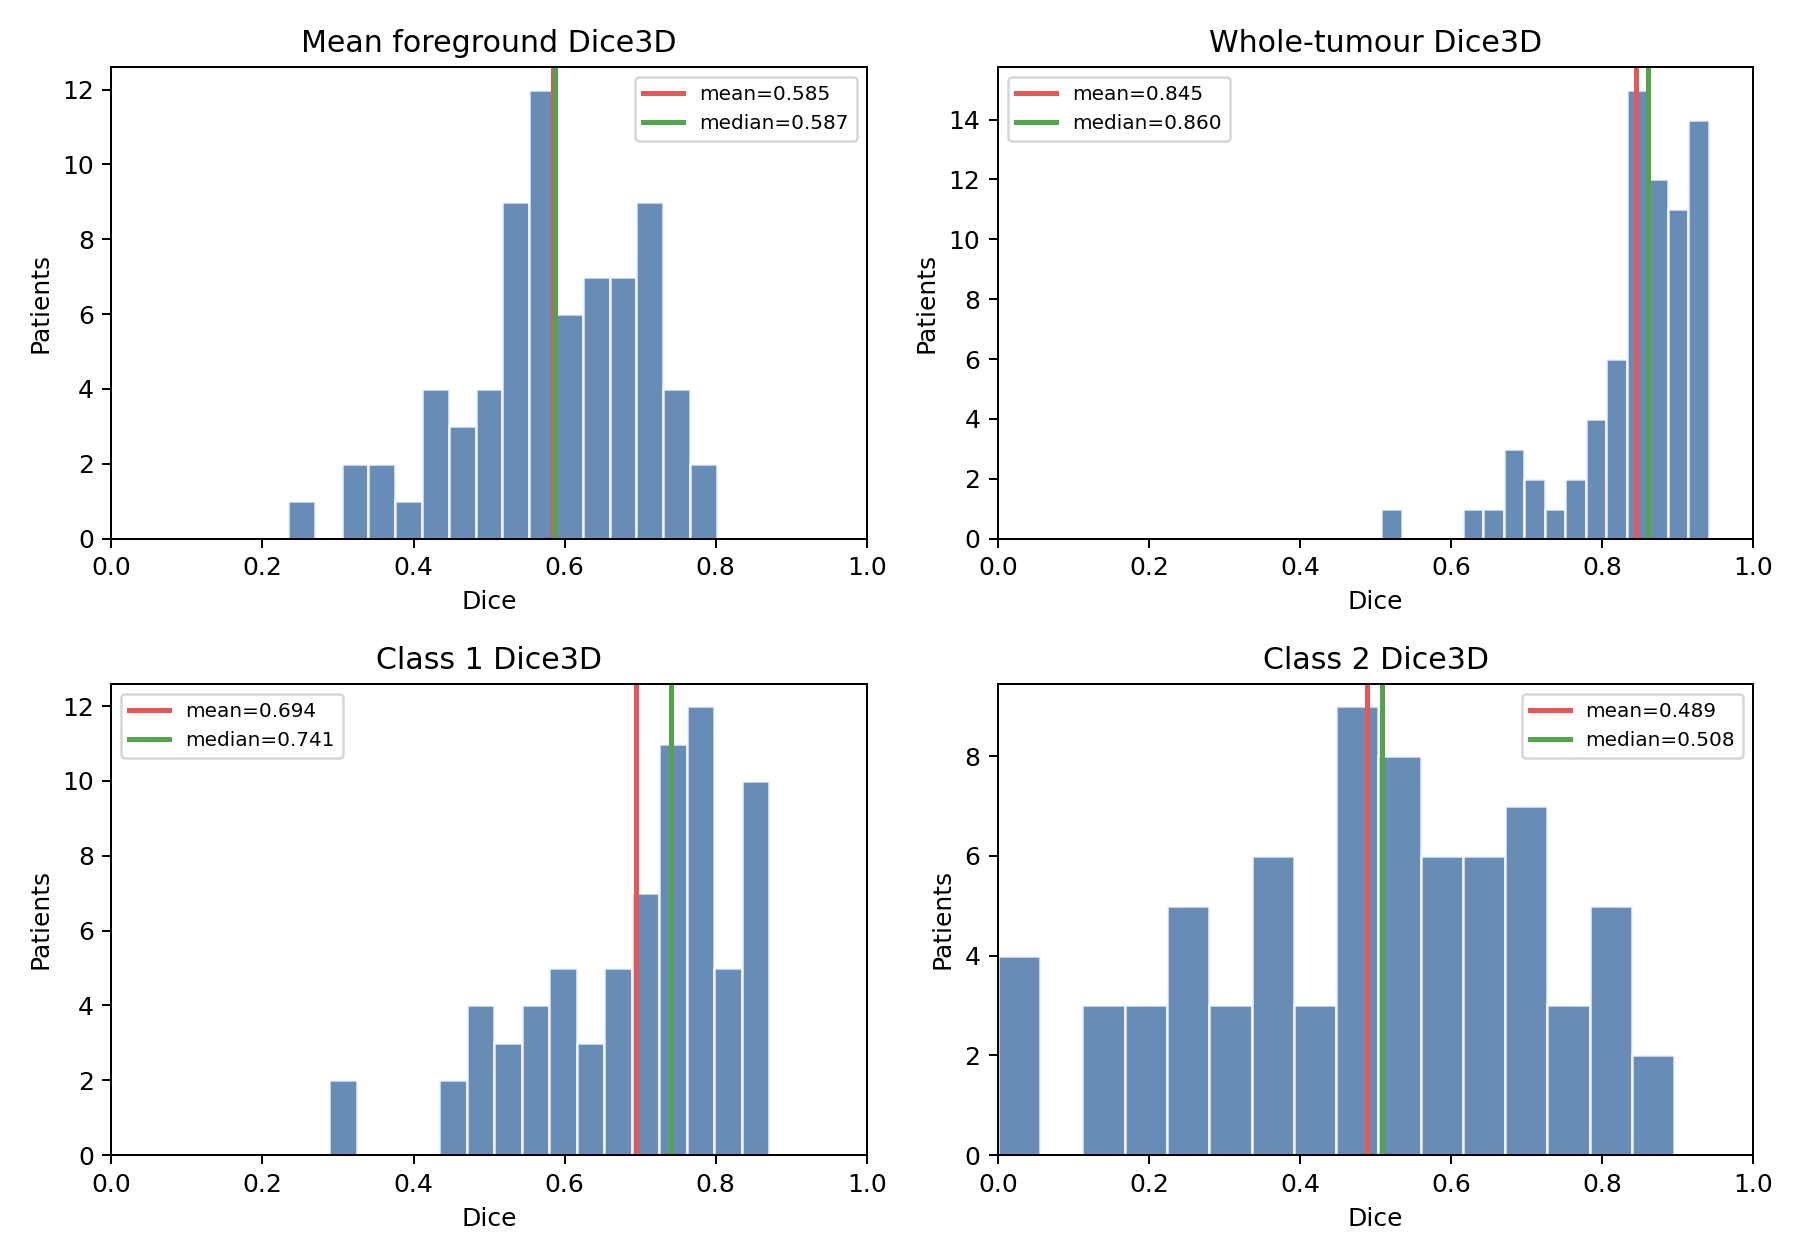 Mean foreground Dice3D
mean=0.585
median=0.587
Patients
12
10
8
6
4
2
0
0.0 0.2 0.4 0.6 0.8 1.0
Dice
Whole-tumour Dice3D
mean=0.845
median=0.860
Patients
14
12
10
8
6
4
2
0
0.0 0.2 0.4 0.6 0.8 1.0
Dice
Class 1 Dice3D
mean=0.694
median=0.741
Patients
12
10
8
6
4
2
0
0.0 0.2 0.4 0.6 0.8 1.0
Dice
Class 2 Dice3D
mean=0.489
median=0.508
Patients
8
6
4
2
0
0.0 0.2 0.4 0.6 0.8 1.0
Dice